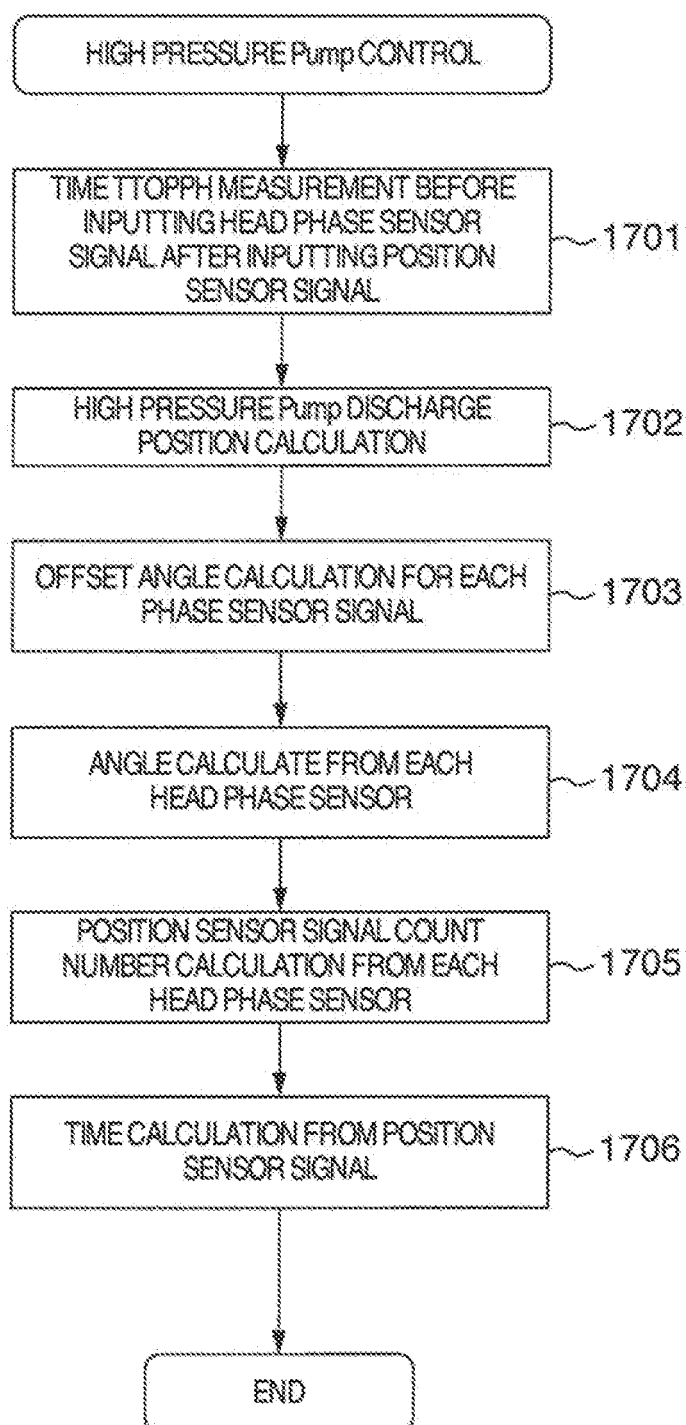 HIGH PRESSURE Pump CONTROL
TIME TTOPPH MEASUREMENT BEFORE
INPUTTING HEAD PHASE SENSOR
SIGNAL AFTER INPUTTING POSITION
SENSOR SIGNAL
1701
HIGH PRESSURE Pump DISCHARGE
POSITION CALCULATION
1702
OFFSET ANGLE CALCULATION FOR EACH
PHASE SENSOR SIGNAL
1703
ANGLE CALCULATE FROM EACH
HEAD PHASE SENSOR
1704
POSITION SENSOR SIGNAL COUNT
NUMBER CALCULATION FROM EACH
HEAD PHASE SENSOR
1705
TIME CALCULATION FROM POSITION
SENSOR SIGNAL
1706
END